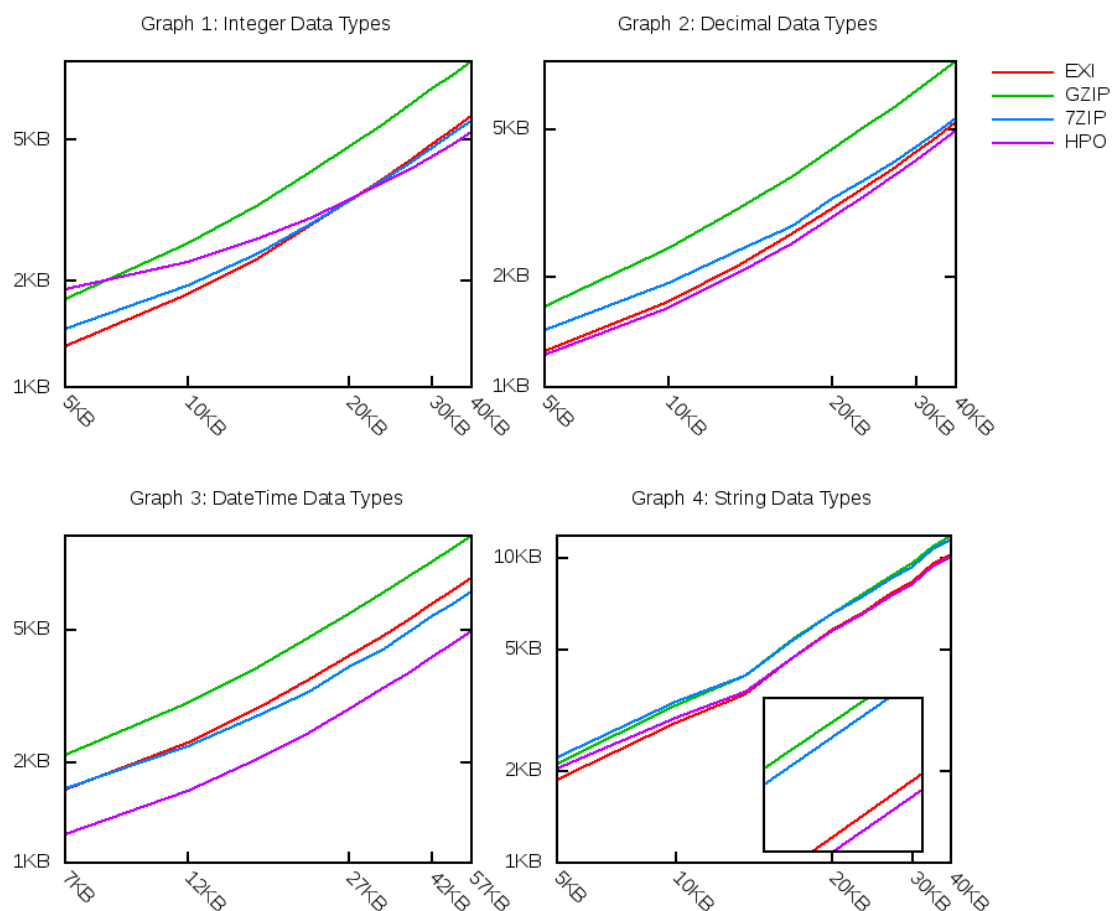 Graph 1: Integer Data Types
5KB
2KB
1KB
5KB
10KB
20KB
30KB
40KB
Graph 2: Decimal Data Types
5KB
2KB
1KB
5KB
10KB
20KB
30KB
40KB
EXI
GZIP
7ZIP
HPO
Graph 3: DateTime Data Types
5KB
2KB
1KB
7KB
12KB
27KB
42KB
57KB
Graph 4: String Data Types
10KB
5KB
2KB
1KB
5KB
10KB
20KB
30KB
40KB